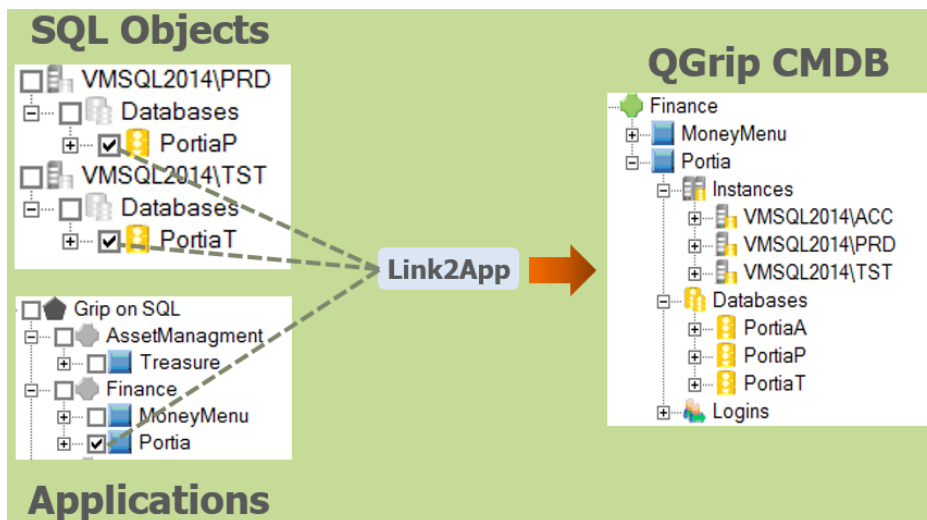 SQL Objects
VMSQL2014\PRD
Databases
PortiaP
VMSQL2014\TST
Databases
PortiaT
Grip on SQL
AssetManagment
Treasure
Finance
MoneyMenu
Portia
Applications
Link2App
QGrip CMDB
Finance
MoneyMenu
Portia
Instances
VMSQL2014\ACC
VMSQL2014\PRD
VMSQL2014\TST
Databases
PortiaA
PortiaP
PortiaT
Logins